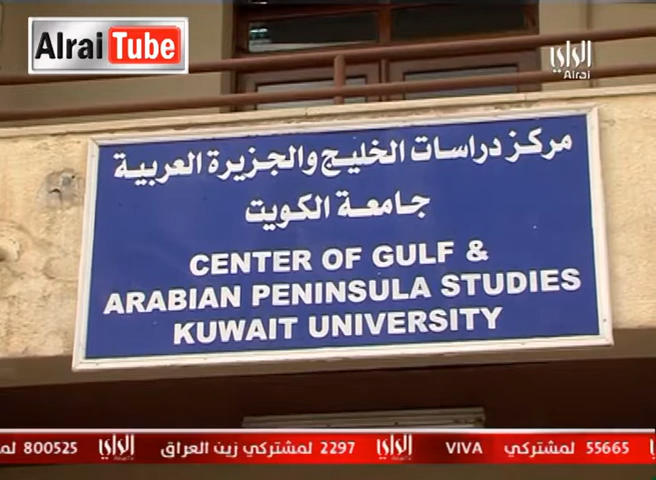 Alrai Tube
الراي
Alrai
مركز دراسات الخليج والجزيرة العربية
جامعة الكويت
CENTER OF GULF &
ARABIAN PENINSULA STUDIES
KUWAIT UNIVERSITY
55665 لمشتركي VIVA الراي 2297 لمشتركي زين العراق الراي 800525